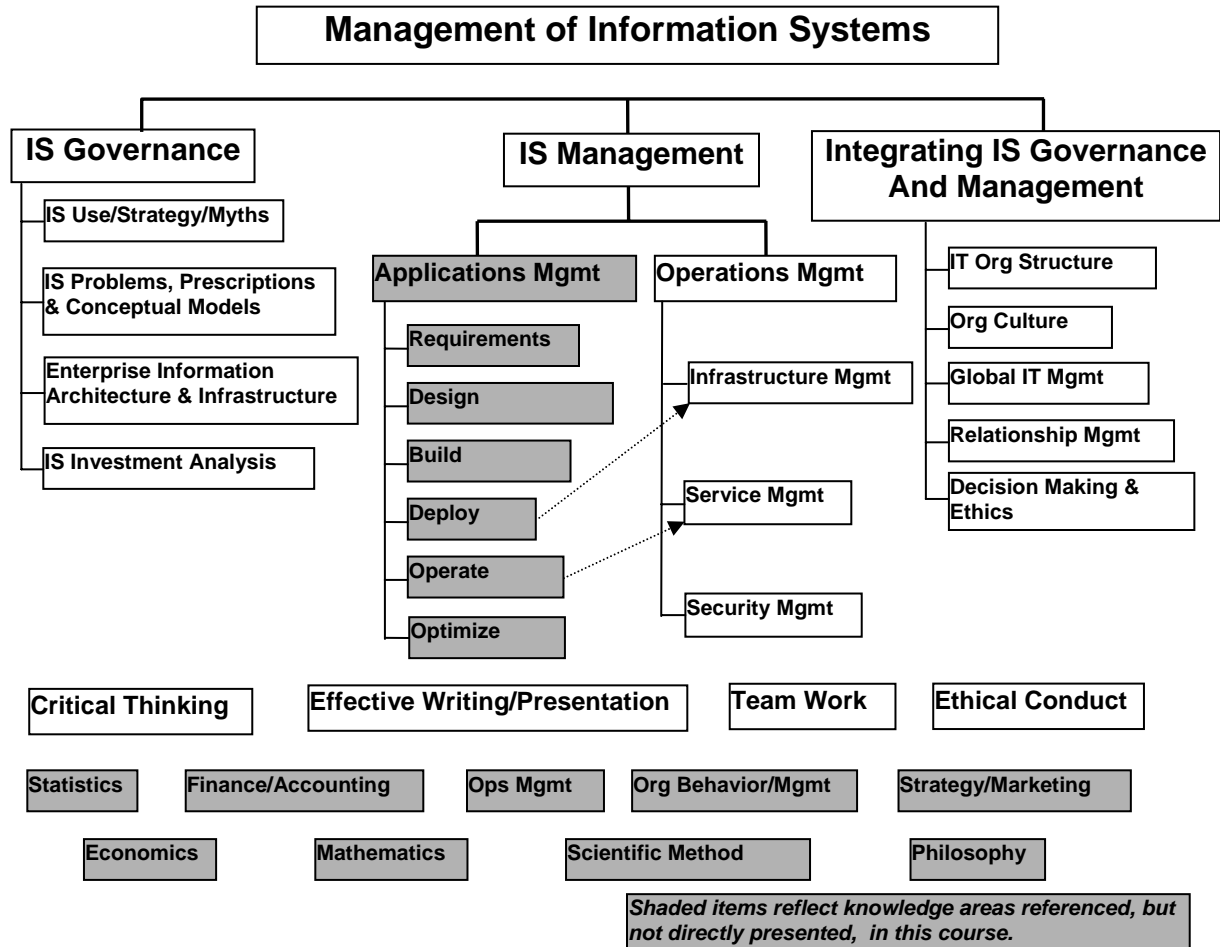 Management of Information Systems
IS Governance
IS Management
Integrating IS Governance
And Management
IS Use/Strategy/Myths
IS Problems, Prescriptions
& Conceptual Models
Enterprise Information
Architecture & Infrastructure
IS Investment Analysis
Applications Mgmt
Requirements
Design
Build
Deploy
Operate
Optimize
Operations Mgmt
Infrastructure Mgmt
Service Mgmt
Security Mgmt
IT Org Structure
Org Culture
Global IT Mgmt
Relationship Mgmt
Decision Making &
Ethics
Critical Thinking
Effective Writing/Presentation
Team Work
Ethical Conduct
Statistics
Finance/Accounting
Ops Mgmt
Org Behavior/Mgmt
Strategy/Marketing
Economics
Mathematics
Scientific Method
Philosophy
Shaded items reflect knowledge areas referenced, but
not directly presented, in this course.